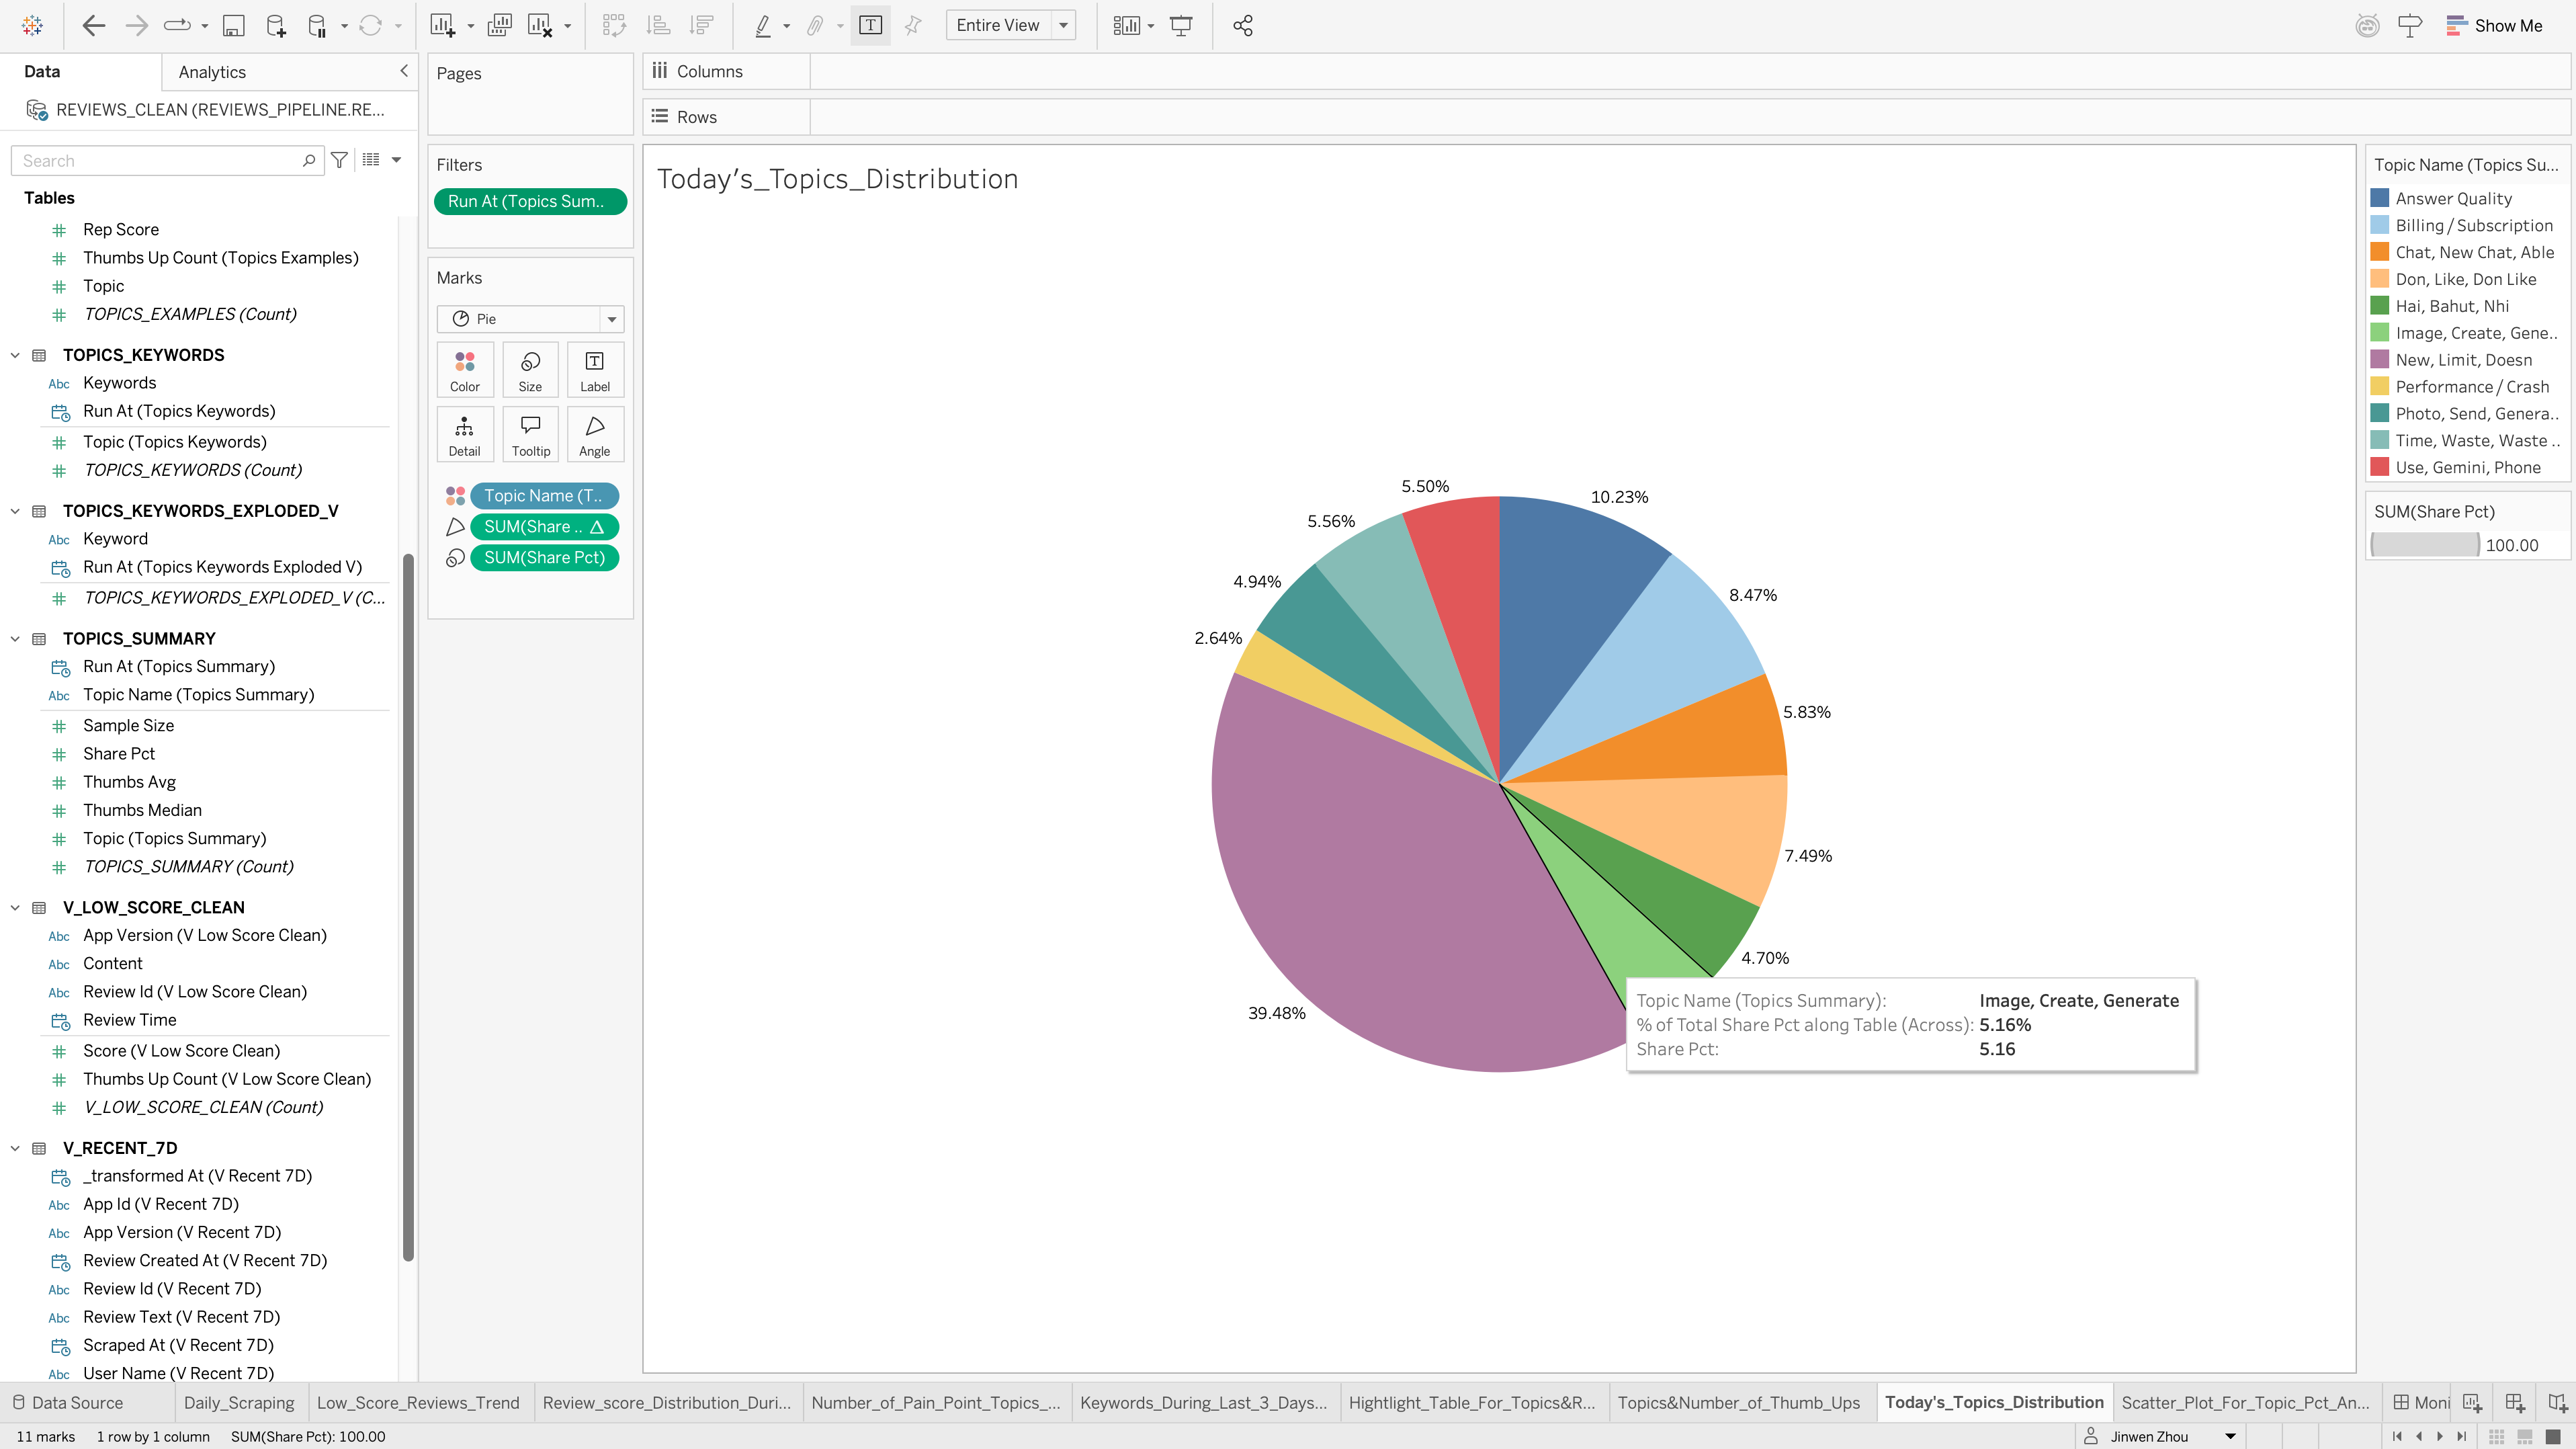 Entire View
Show Me
Data
Analytics
REVIEWS_CLEAN (REVIEWS_PIPELINE.RE...
Search
Tables
Rep Score
Thumbs Up Count (Topics Examples)
Topic
TOPICS_EXAMPLES (Count)
TOPICS_KEYWORDS
Abc Keywords
Run At (Topics Keywords)
Topic (Topics Keywords)
TOPICS_KEYWORDS (Count)
TOPICS_KEYWORDS_EXPLODED_V
Abc Keyword
Run At (Topics Keywords Exploded V)
TOPICS_KEYWORDS_EXPLODED_V (C...
TOPICS_SUMMARY
Run At (Topics Summary)
Abc Topic Name (Topics Summary)
Sample Size
Share Pct
Thumbs Avg
Thumbs Median
Topic (Topics Summary)
TOPICS_SUMMARY (Count)
V_LOW_SCORE_CLEAN
Abc App Version (V Low Score Clean)
Abc Content
Abc Review Id (V Low Score Clean)
Review Time
Score (V Low Score Clean)
Thumbs Up Count (V Low Score Clean)
V_LOW_SCORE_CLEAN (Count)
V_RECENT_7D
_transformed At (V Recent 7D)
Abc App Id (V Recent 7D)
Abc App Version (V Recent 7D)
Review Created At (V Recent 7D)
Abc Review Id (V Recent 7D)
Abc Review Text (V Recent 7D)
Scraped At (V Recent 7D)
Abc User Name (V Recent 7D)
Pages
Filters
Run At (Topics Sum..
Marks
Pie
Color Size Label
Detail Tooltip Angle
Topic Name (T..
SUM(Share ..
SUM(Share Pct)
Columns
Rows
Today's_Topics_Distribution
5.50%
10.23%
5.56%
4.94%
8.47%
2.64%
5.83%
7.49%
4.70%
39.48%
Topic Name (Topics Summary): Image, Create, Generate
% of Total Share Pct along Table (Across): 5.16%
Share Pct: 5.16
Topic Name (Topics Su...
Answer Quality
Billing / Subscription
Chat, New Chat, Able
Don, Like, Don Like
Hai, Bahut, Nhi
Image, Create, Gene..
New, Limit, Doesn
Performance / Crash
Photo, Send, Genera..
Time, Waste, Waste ..
Use, Gemini, Phone
SUM(Share Pct)
100.00
Data Source
Daily_Scraping
Low_Score_Reviews_Trend
Review_score_Distribution_Duri...
Number_of_Pain_Point_Topics_...
Keywords_During_Last_3_Days...
Hightlight_Table_For_Topics&R...
Topics&Number_of_Thumb_Ups
Today's_Topics_Distribution
Scatter_Plot_For_Topic_Pct_An...
Moni
11 marks 1 row by 1 column SUM(Share Pct): 100.00
Jinwen Zhou